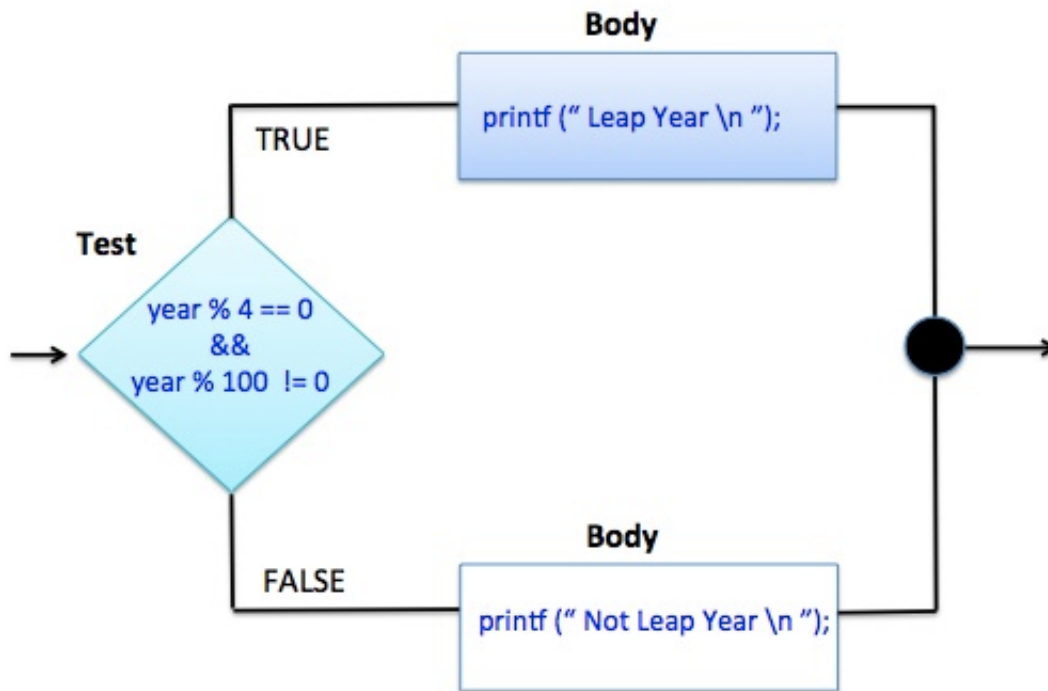 Body
printf (“ Leap Year \n ”);
TRUE
Test
year % 4 == 0
&&
year % 100  != 0
Body
FALSE
printf (“ Not Leap Year \n ”);